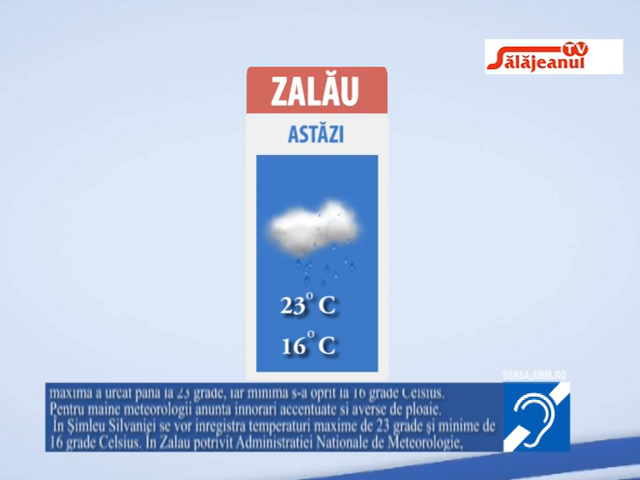 TV
Sălăjeanul
ZALĂU
ASTĂZI
23° C
16° C
SURSA: ANM.RO
maxima a urcat pana la 23 grade, iar minima s-a oprit la 16 grade Celsius.
Pentru maine meteorologii anunta innorari accentuate si averse de ploaie.
În Şimleu Silvaniei se vor inregistra temperaturi maxime de 23 grade şi minime de
16 grade Celsius. În Zalau potrivit Administratiei Nationale de Meteorologie,